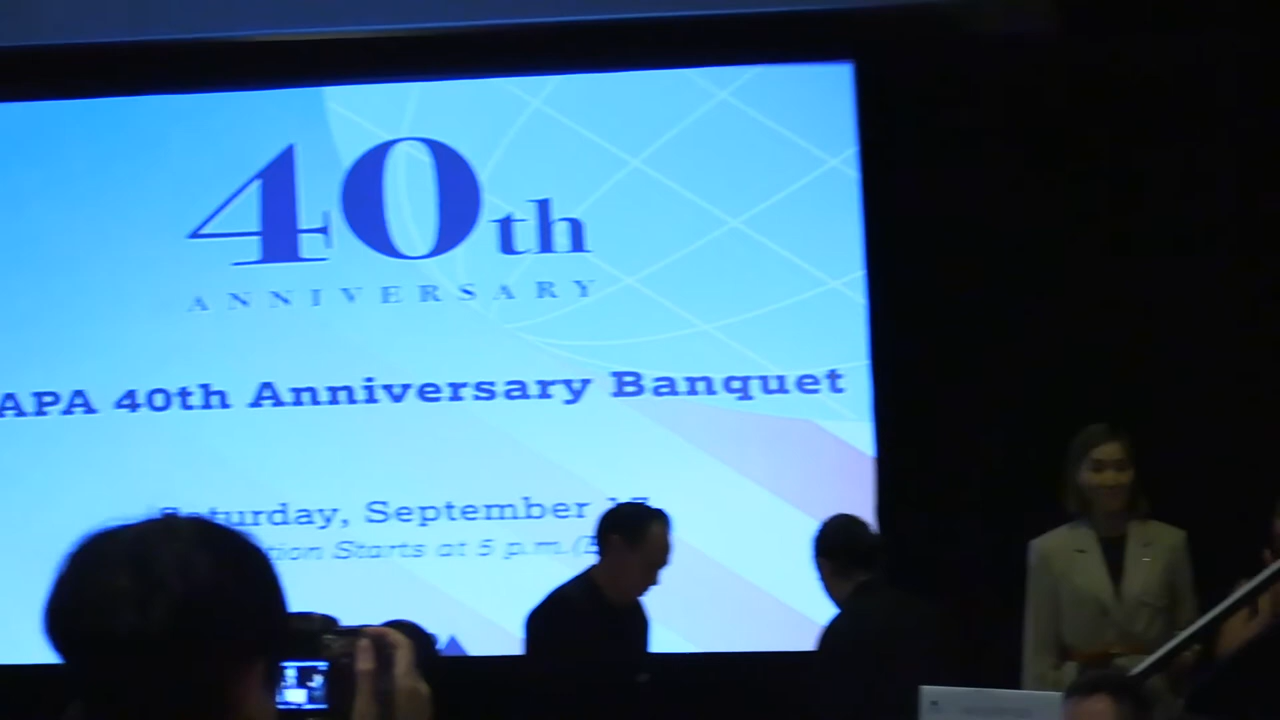 40th
ANNIVERSARY
APA 40th Anniversary Banquet
Saturday, September
Starts at 5 p.m.